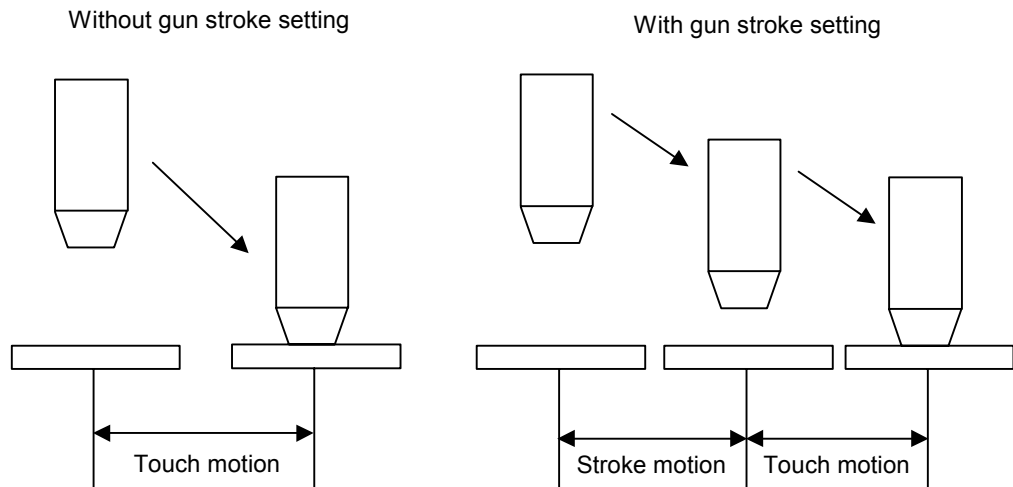 Without gun stroke setting
With gun stroke setting
Touch motion
Stroke motion
Touch motion